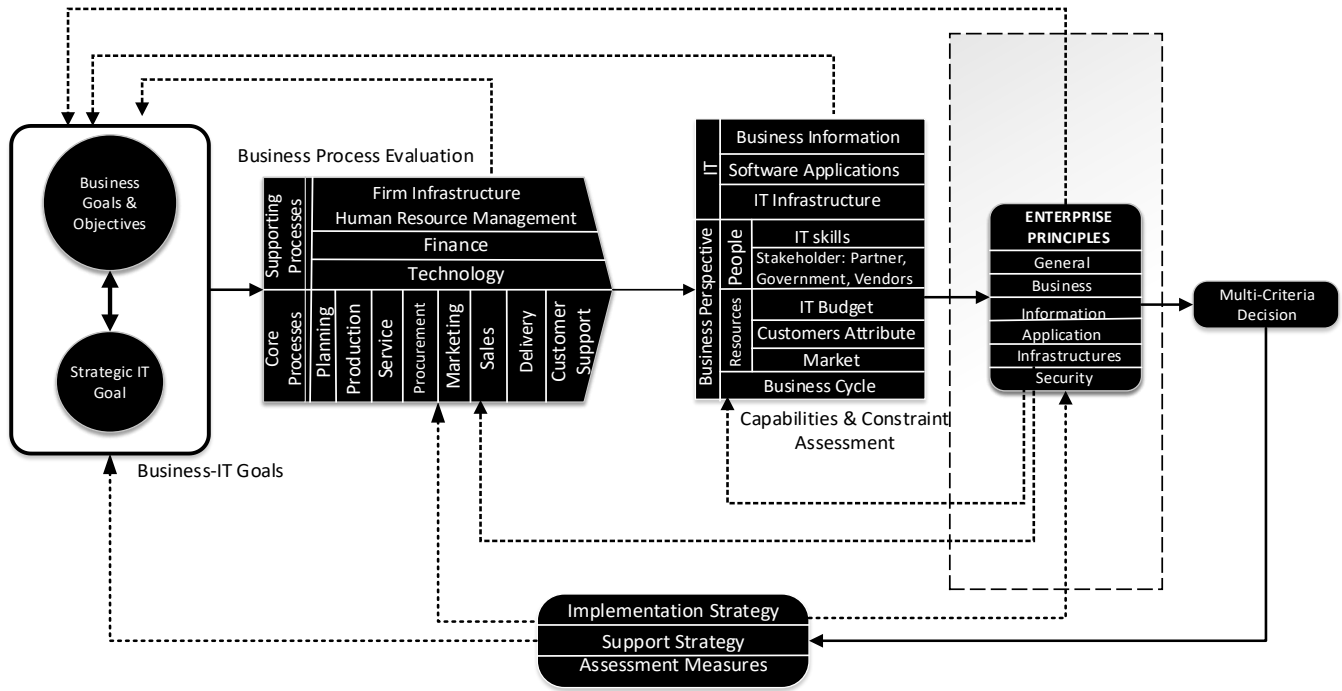 Business
Goals &
Objectives
Strategic IT
Goal
Business-IT Goals
Business Process Evaluation
Supporting
Processes
Firm Infrastructure
Human Resource Management
Finance
Technology
Core
Processes
Planning
Production
Service
Procurement
Marketing
Sales
Delivery
Customer
Support
IT
Business Information
Software Applications
IT Infrastructure
Business Perspective
People
IT skills
Stakeholder: Partner,
Government, Vendors
Resources
IT Budget
Customers Attribute
Market
Business Cycle
Capabilities & Constraint
Assessment
ENTERPRISE
PRINCIPLES
General
Business
Information
Application
Infrastructures
Security
Multi-Criteria
Decision
Implementation Strategy
Support Strategy
Assessment Measures